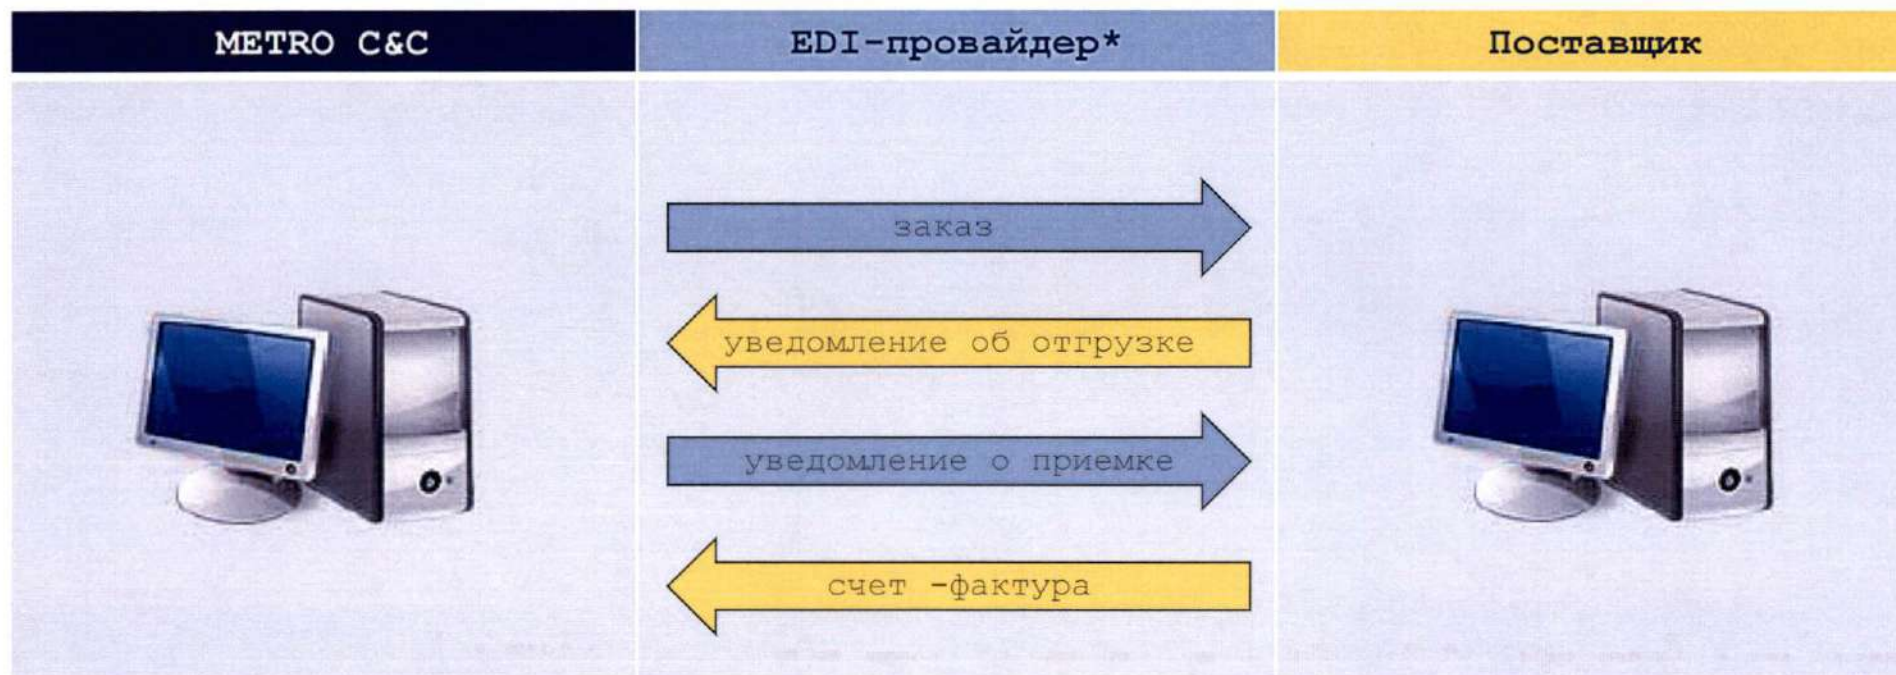 METRO C&C
EDI-провайдер*
Поставщик
заказ
уведомление об отгрузке
уведомление о приемке
счет -фактура